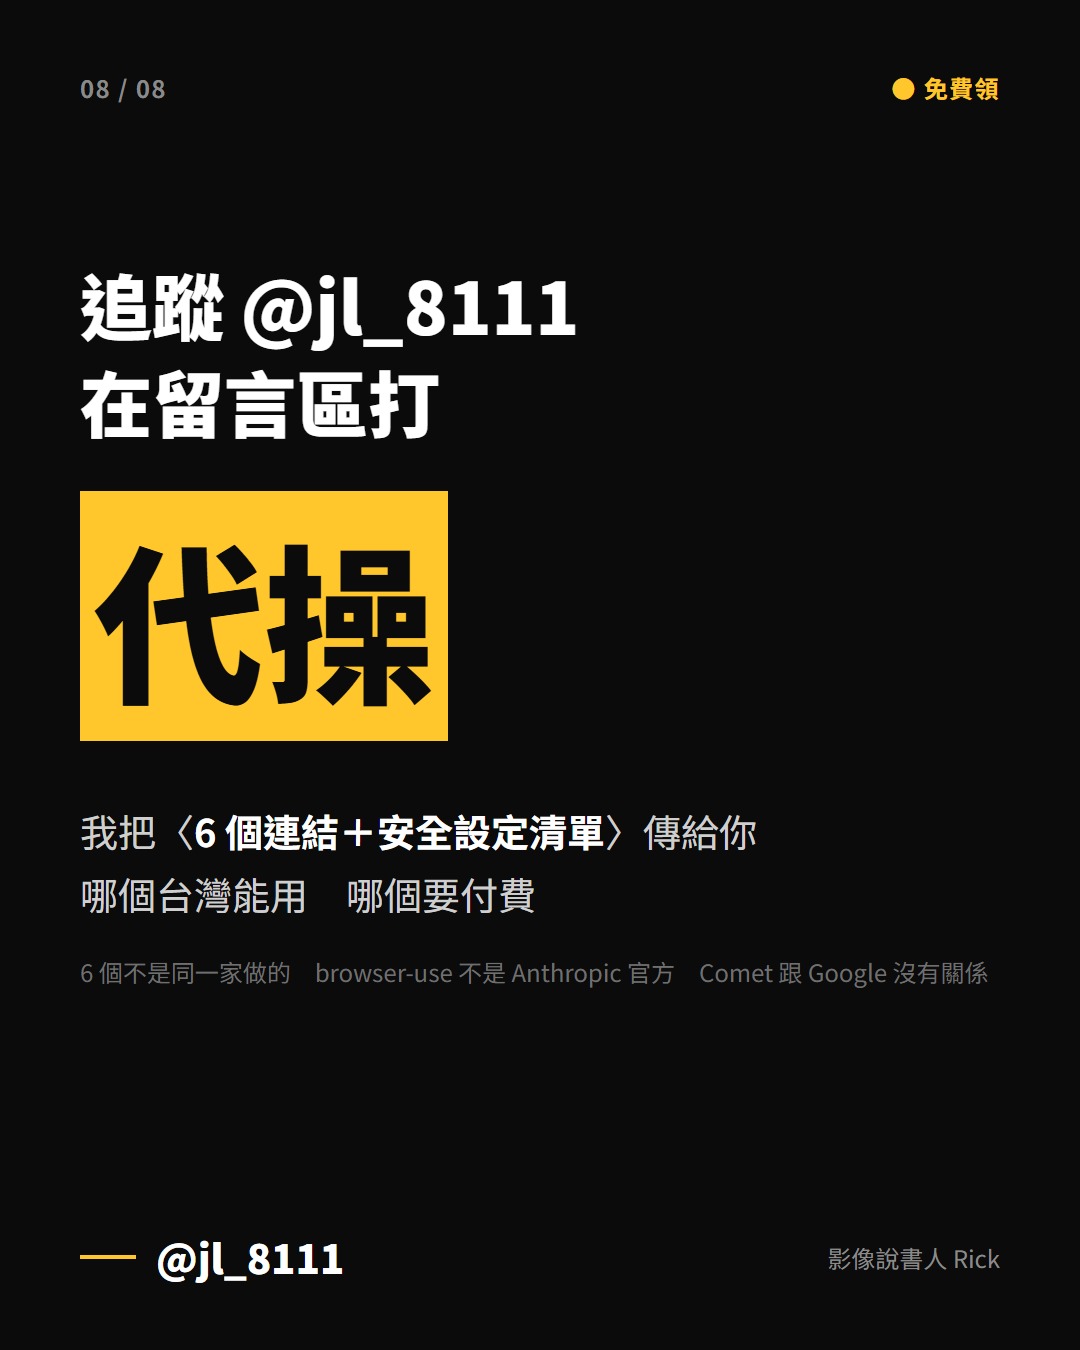 08 / 08
免費領
追蹤 @jl_8111
在留言區打
代操
我把〈6 個連結＋安全設定清單〉傳給你
哪個台灣能用　哪個要付費
6 個不是同一家做的　browser-use 不是 Anthropic 官方　Comet 跟 Google 沒有關係
@jl_8111
影像說書人 Rick